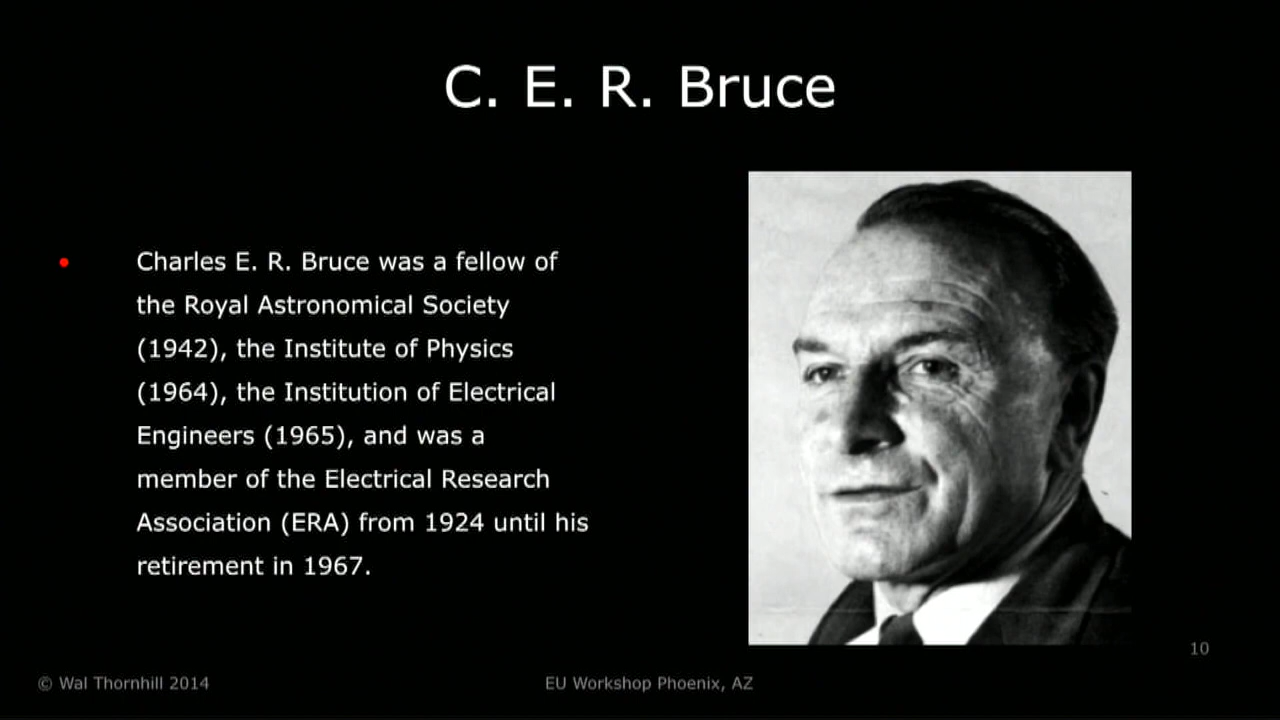 C. E. R. Bruce
Charles E. R. Bruce was a fellow of
the Royal Astronomical Society
(1942), the Institute of Physics
(1964), the Institution of Electrical
Engineers (1965), and was a
member of the Electrical Research
Association (ERA) from 1924 until his
retirement in 1967.
10
© Wal Thornhill 2014
EU Workshop Phoenix, AZ